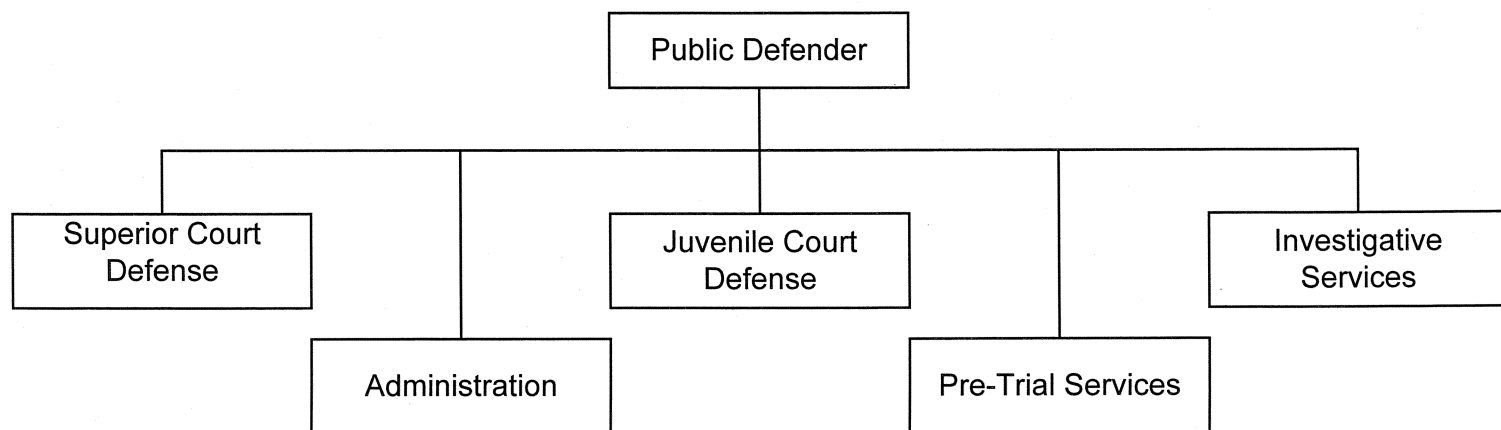 Public Defender
Superior Court
Defense
Juvenile Court
Defense
Investigative
Services
Administration
Pre-Trial Services